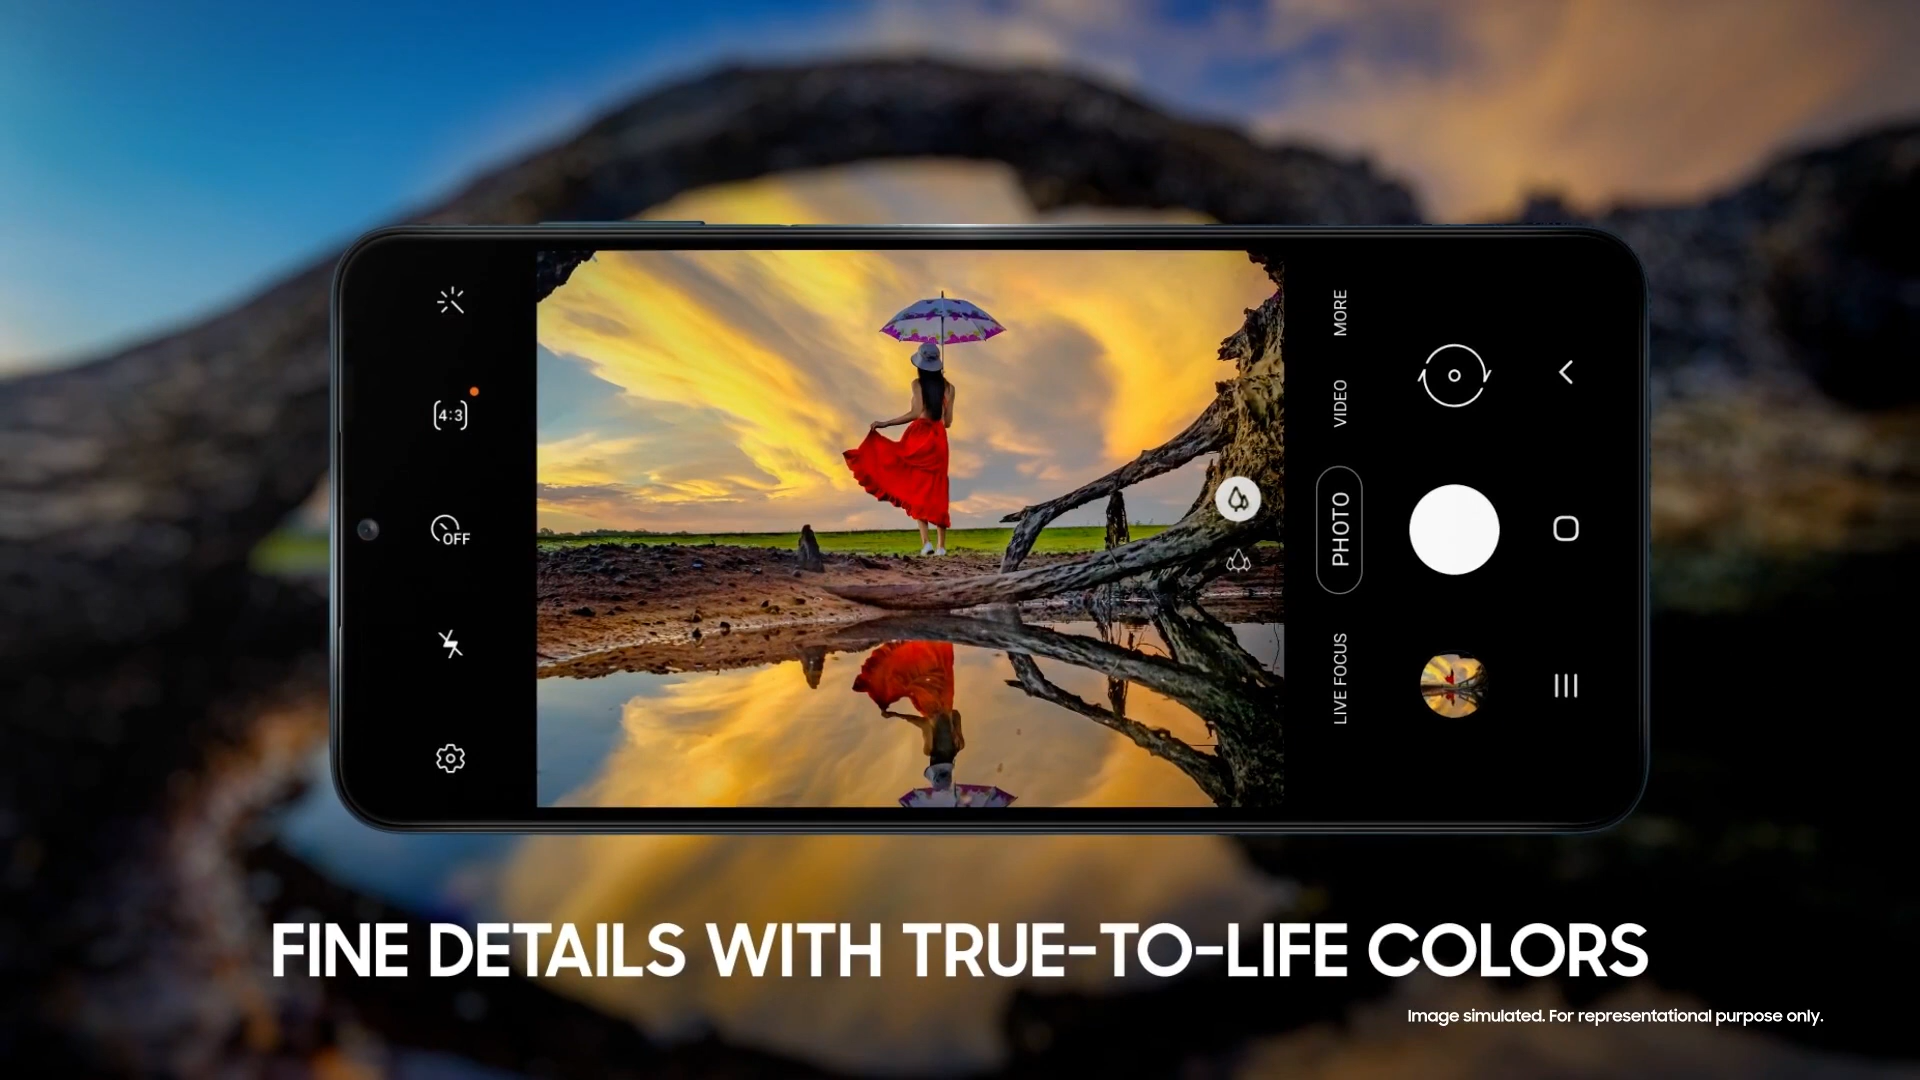 4:3
OFF
MORE
VIDEO
PHOTO
LIVE FOCUS
FINE DETAILS WITH TRUE-TO-LIFE COLORS
Image simulated. For representational purpose only.